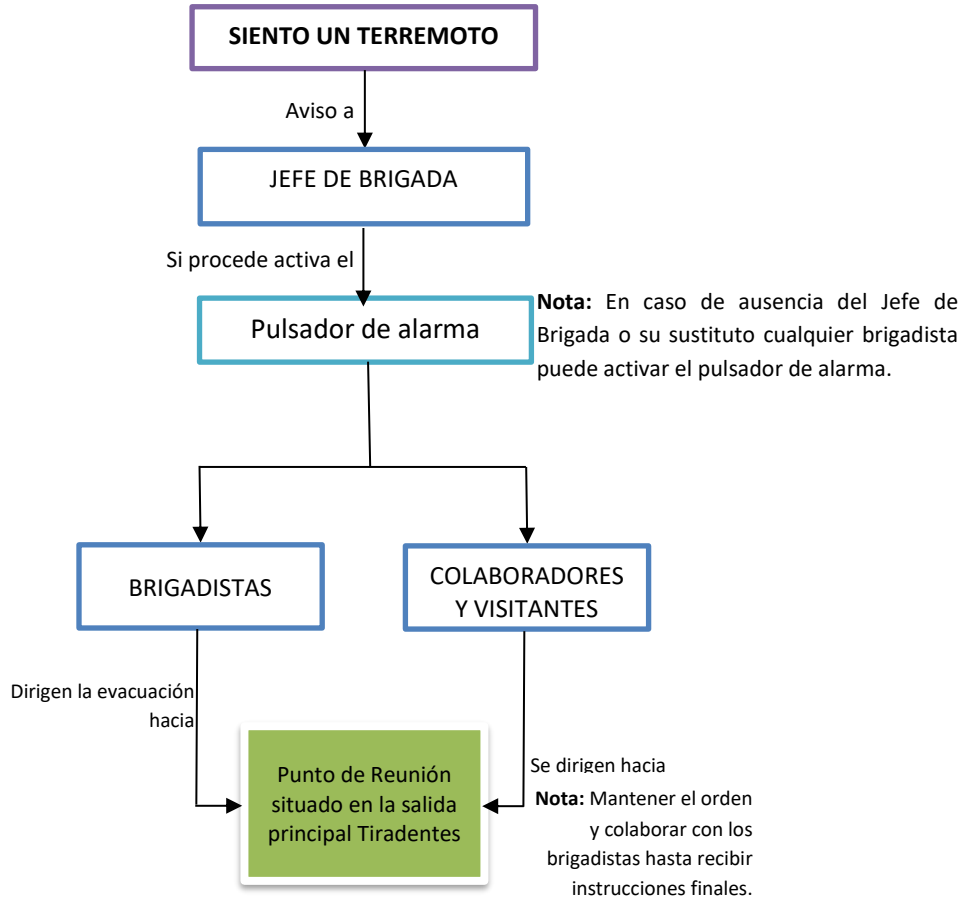 SIENTO UN TERREMOTO
Aviso a
JEFE DE BRIGADA
Si procede activa el
Pulsador de alarma
Nota: En caso de ausencia del Jefe de
Brigada o su sustituto cualquier brigadista
puede activar el pulsador de alarma.
BRIGADISTAS
COLABORADORES
Y VISITANTES
Dirigen la evacuación
hacia
Punto de Reunión
situado en la salida
principal Tiradentes
Se dirigen hacia
Nota: Mantener el orden
y colaborar con los
brigadistas hasta recibir
instrucciones finales.